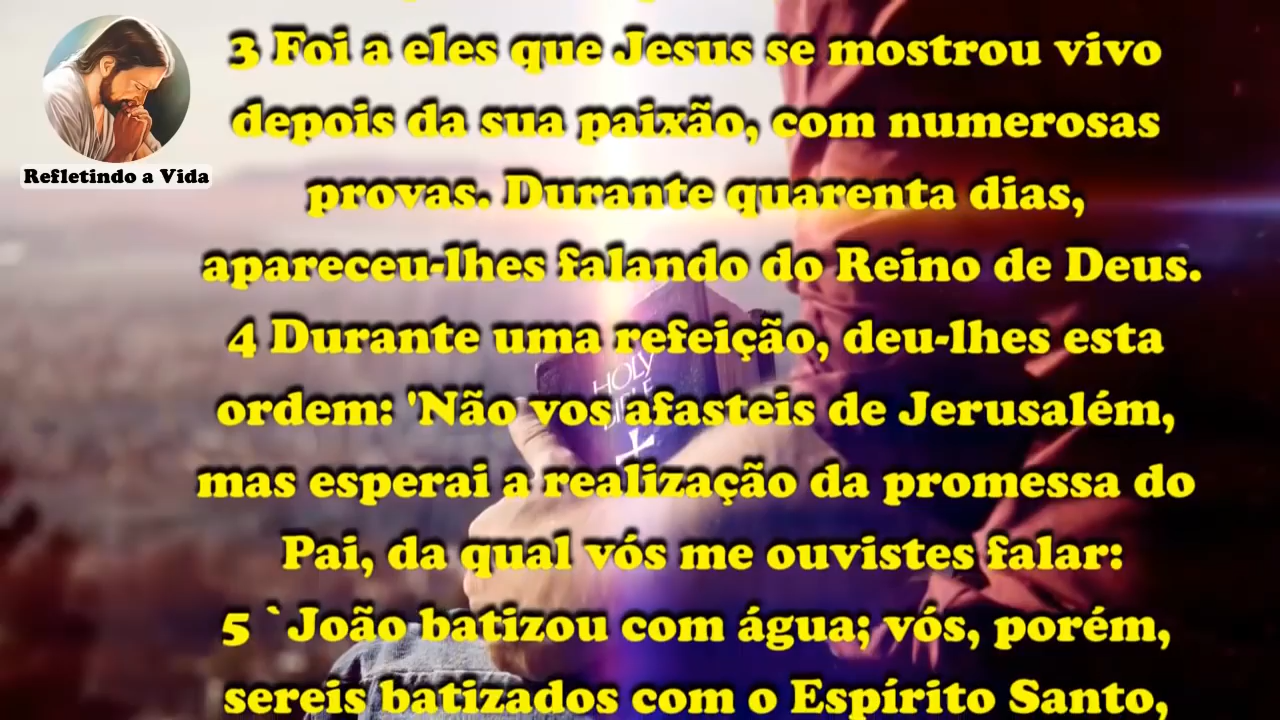 3 Foi a eles que Jesus se mostrou vivo
depois da sua paixão, com numerosas
provas. Durante quarenta dias,
apareceu-lhes falando do Reino de Deus.
4 Durante uma refeição, deu-lhes esta
ordem: 'Não vos afasteis de Jerusalém,
mas esperai a realização da promessa do
Pai, da qual vós me ouvistes falar:
5 `João batizou com água; vós, porém,
sereis batizados com o Espírito Santo,
Refletindo a Vida
HOLY
BIBLE